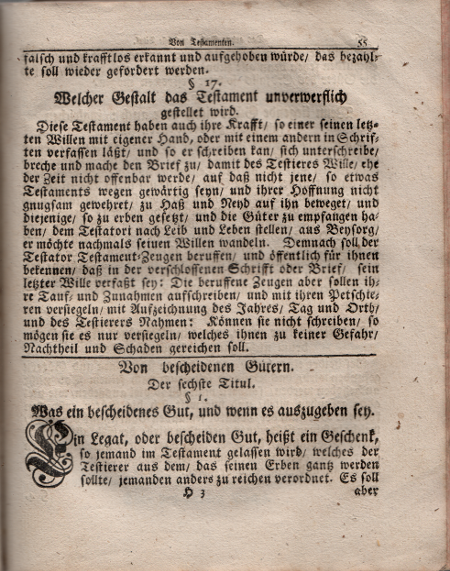 Von Testamenten. 55
falsch und krafftlos erkannt und aufgehoben würde/ das bezahl-
te soll wieder gefordert werden.
§ 17.
Welcher Gestalt das Testament unverwerflich
gestellet wird.
Diese Testament haben auch ihre Krafft/ so einer seinen letz-
ten Willen mit eigener Hand, oder mit einem andern in Schrif-
ten verfassen läßt/ und so er schreiben kan/ sich unterschreibe/
breche und mache den Brief zu/ damit des Testieres Wille/ ehe
der Zeit nicht offenbar werde/ auf daß nicht jene/ so etwas
Testaments wegen gewärtig seyn/ und ihrer Hoffnung nicht
gnugsam gewehret/ zu Haß und Neyd auf ihn beweget/ und
diejenige/ so zu erben gesetzt/ und die Güter zu empfangen ha-
ben/ dem Testatori nach Leib und Leben stellen/ aus Beysorg/
er möchte nachmals seinen Willen wandeln. Demnach soll der
Testator Testament-Zeugen beruffen/ und öffentlich für ihnen
bekennen/ daß in der verschlossenen Schrifft oder Brief/ sein
letzter Wille verfaßt sey: Die beruffene Zeugen aber sollen ih-
re Tauf- und Zunahmen aufschreiben/ und mit ihren Petschie-
ren versiegeln/ mit Aufzeichnung des Jahres/ Tag und Orth/
und des Testierers Nahmen: Können sie nicht schreiben/ so
mögen sie es nur versiegeln/ welches ihnen zu keiner Gefahr/
Nachtheil und Schaden gereichen soll.
Von bescheidenen Gütern.
Der sechste Titul.
§ 1.
Was ein bescheidenes Gut, und wenn es auszugeben sey.
Ein Legat, oder bescheiden Gut, heißt ein Geschenk,
so jemand im Testament gelassen wird/ welches der
Testierer aus dem/ das seinen Erben gantz werden
sollte/ jemanden anders zu reichen verordnet. Es soll
H 3 aber